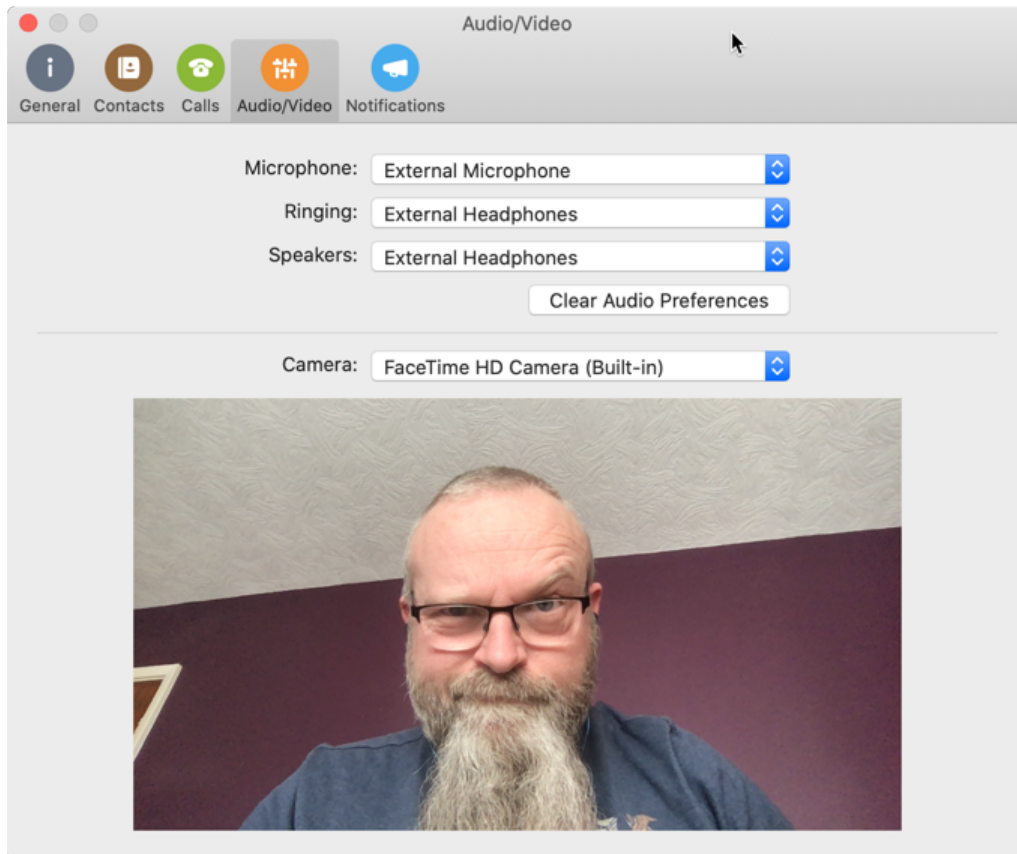 Audio/Video
General Contacts Calls Audio/Video Notifications
Microphone: External Microphone
Ringing: External Headphones
Speakers: External Headphones
Clear Audio Preferences
Camera: FaceTime HD Camera (Built-in)